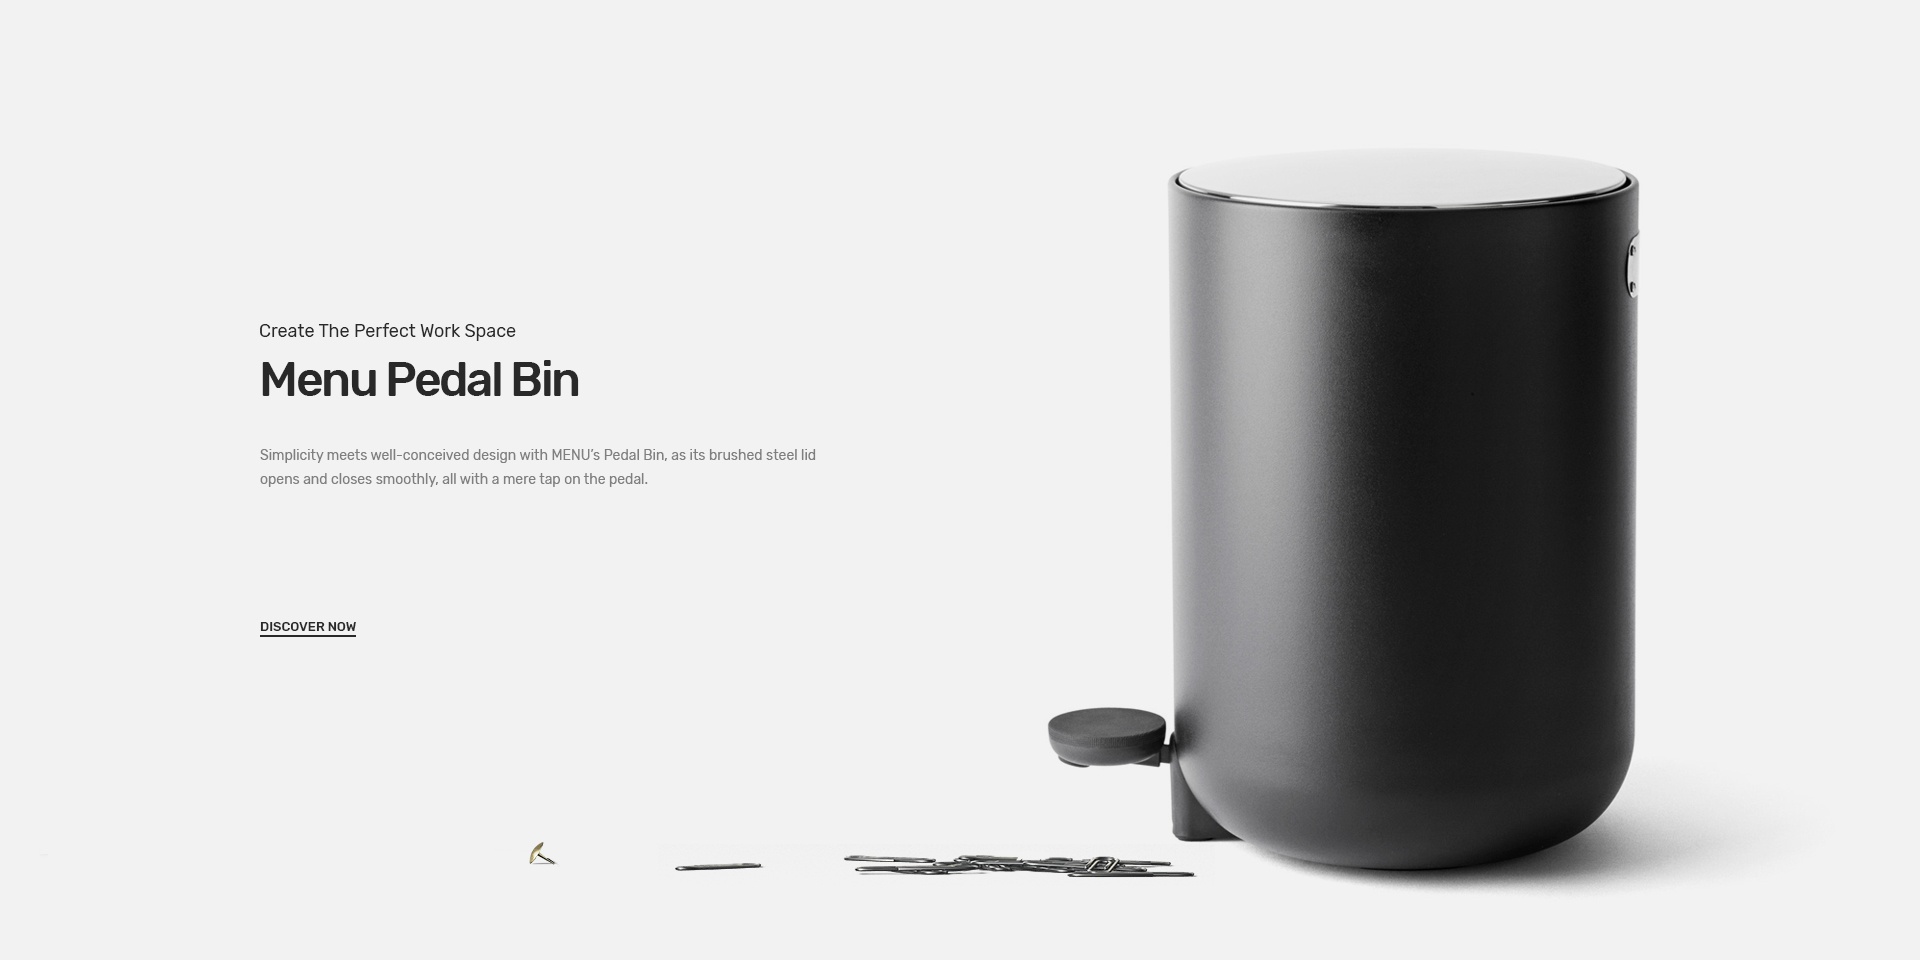 Create The Perfect Work Space
Menu Pedal Bin
Simplicity meets well-conceived design with MENU’s Pedal Bin, as its brushed steel lid
opens and closes smoothly, all with a mere tap on the pedal.
DISCOVER NOW